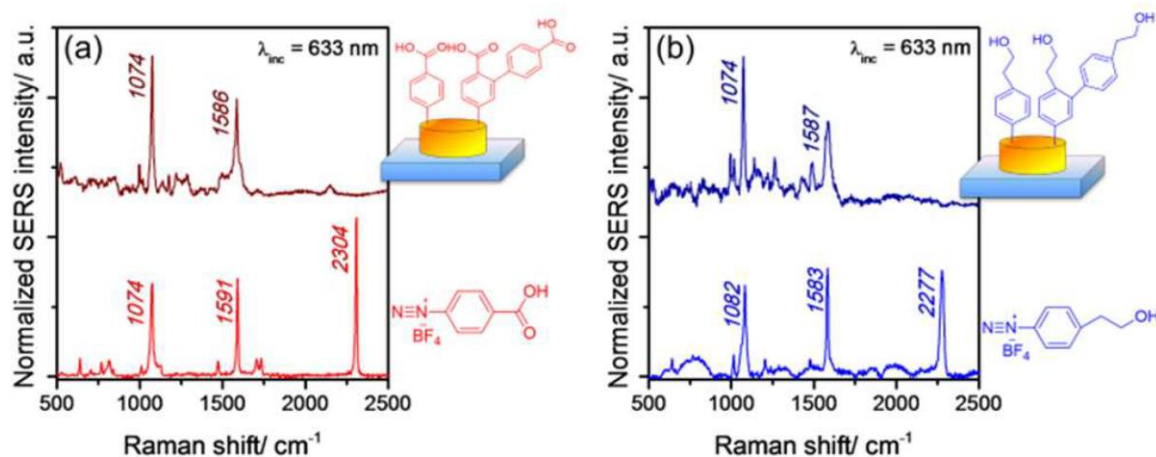 (a)
λinc = 633 nm
1074
1586
Normalized SERS intensity/ a.u.
1074
1591
2304
500 1000 1500 2000 2500
Raman shift/ cm-1
HO
O
HO
O
HO
O
N≡N+
BF4-
OH
O
(b)
λinc = 633 nm
1074
1587
Normalized SERS intensity/ a.u.
1082
1583
2277
500 1000 1500 2000 2500
Raman shift/ cm-1
HO
HO
OH
N≡N+
BF4-
OH